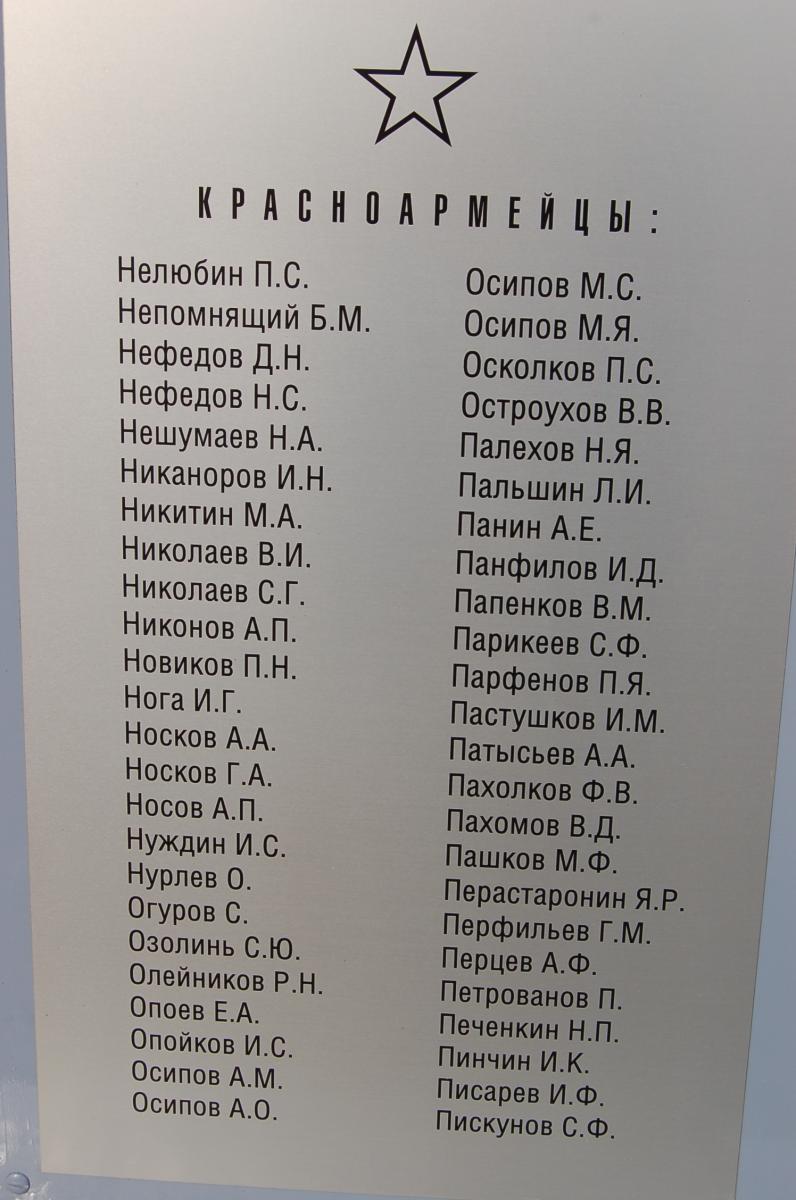 КРАСНОАРМЕЙЦЫ:
Нелюбин П.С.
Непомнящий Б.М.
Нефедов Д.Н.
Нефедов Н.С.
Нешумаев Н.А.
Никаноров И.Н.
Никитин М.А.
Николаев В.И.
Николаев С.Г.
Никонов А.П.
Новиков П.Н.
Нога И.Г.
Носков А.А.
Носков Г.А.
Носов А.П.
Нуждин И.С.
Нурлев О.
Огуров С.
Озолинь С.Ю.
Олейников Р.Н.
Опоев Е.А.
Опойков И.С.
Осипов А.М.
Осипов А.О.
Осипов М.С.
Осипов М.Я.
Осколков П.С.
Остроухов В.В.
Палехов Н.Я.
Пальшин Л.И.
Панин А.Е.
Панфилов И.Д.
Папенков В.М.
Парикеев С.Ф.
Парфенов П.Я.
Пастушков И.М.
Патысьев А.А.
Пахолков Ф.В.
Пахомов В.Д.
Пашков М.Ф.
Перастаронин Я.Р.
Перфильев Г.М.
Перцев А.Ф.
Петрованов П.
Печенкин Н.П.
Пинчин И.К.
Писарев И.Ф.
Пискунов С.Ф.